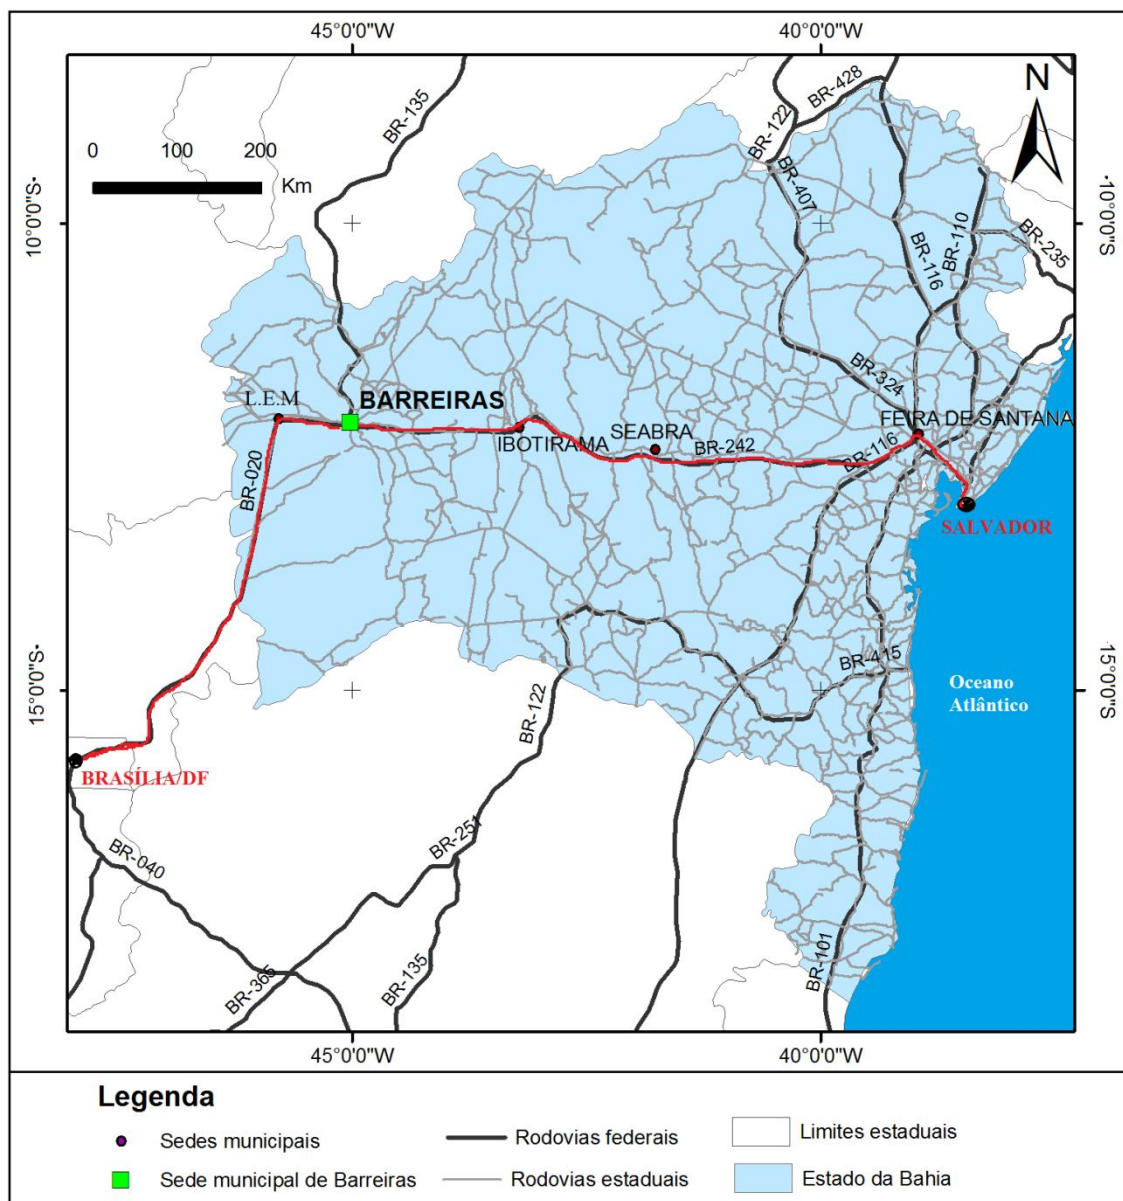 45°0'0"W
40°0'0"W
N
BR-135
BR-122
BR-428
0
100
200
Km
BR-407
10°0'0"S
10°0'0"S
BR-116
BR-110
BR-235
BR-324
L.E.M
BARREIRAS
IBOTIRAMA
SEABRA
FEIRA DE SANTANA
BR-242
BR-116
BR-020
SALVADOR
BR-415
15°0'0"S
15°0'0"S
Oceano
Atlântico
BR-122
BRASÍLIA/DF
BR-040
BR-251
BR-101
BR-365
BR-135
45°0'0"W
40°0'0"W
Legenda
Sedes municipais
Rodovias federais
Limites estaduais
Sede municipal de Barreiras
Rodovias estaduais
Estado da Bahia